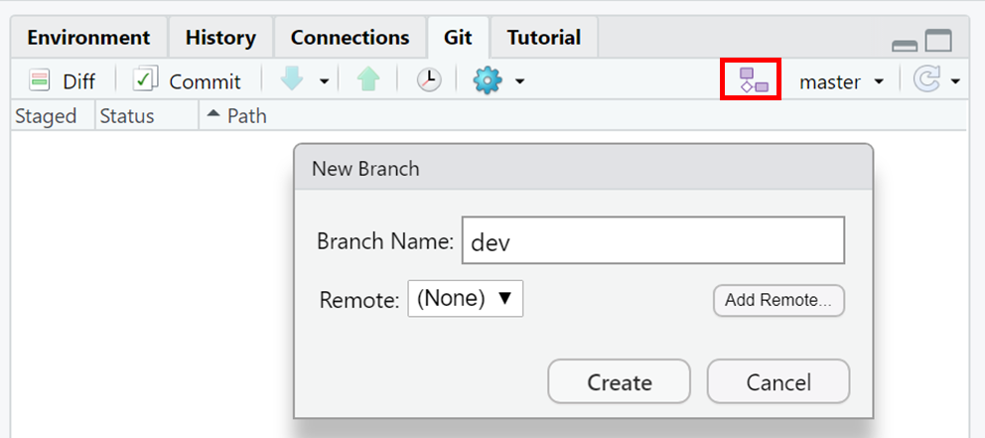 Environment History Connections Git Tutorial
Diff Commit master
Staged Status Path
New Branch
Branch Name: dev
Remote: (None) Add Remote...
Create Cancel